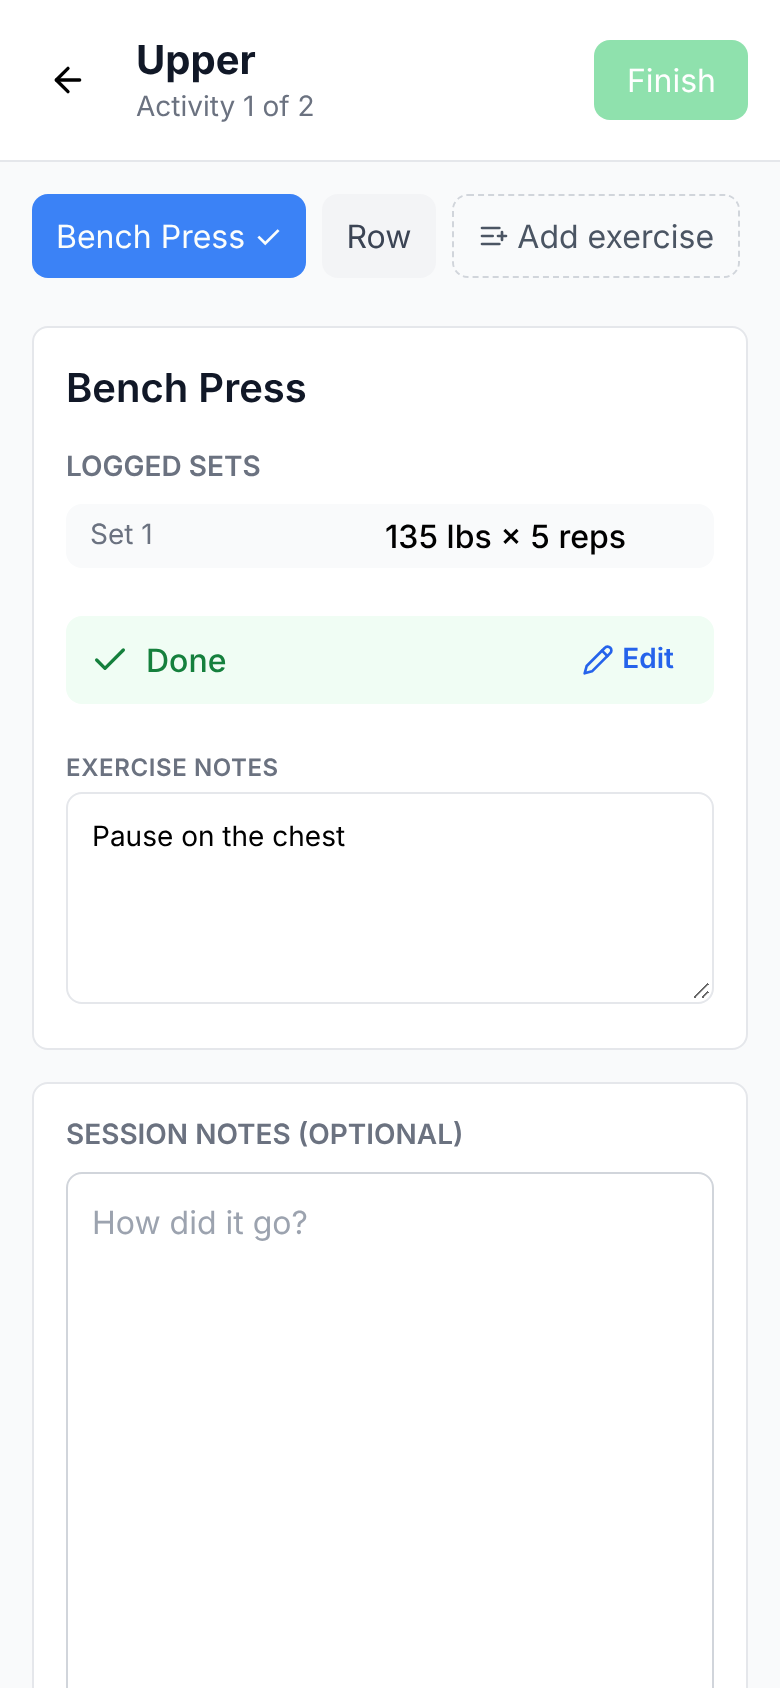 Upper
Activity 1 of 2
Finish
Bench Press
Row
Add exercise
Bench Press
LOGGED SETS
Set 1
135 lbs × 5 reps
Done
Edit
EXERCISE NOTES
Pause on the chest
SESSION NOTES (OPTIONAL)
How did it go?